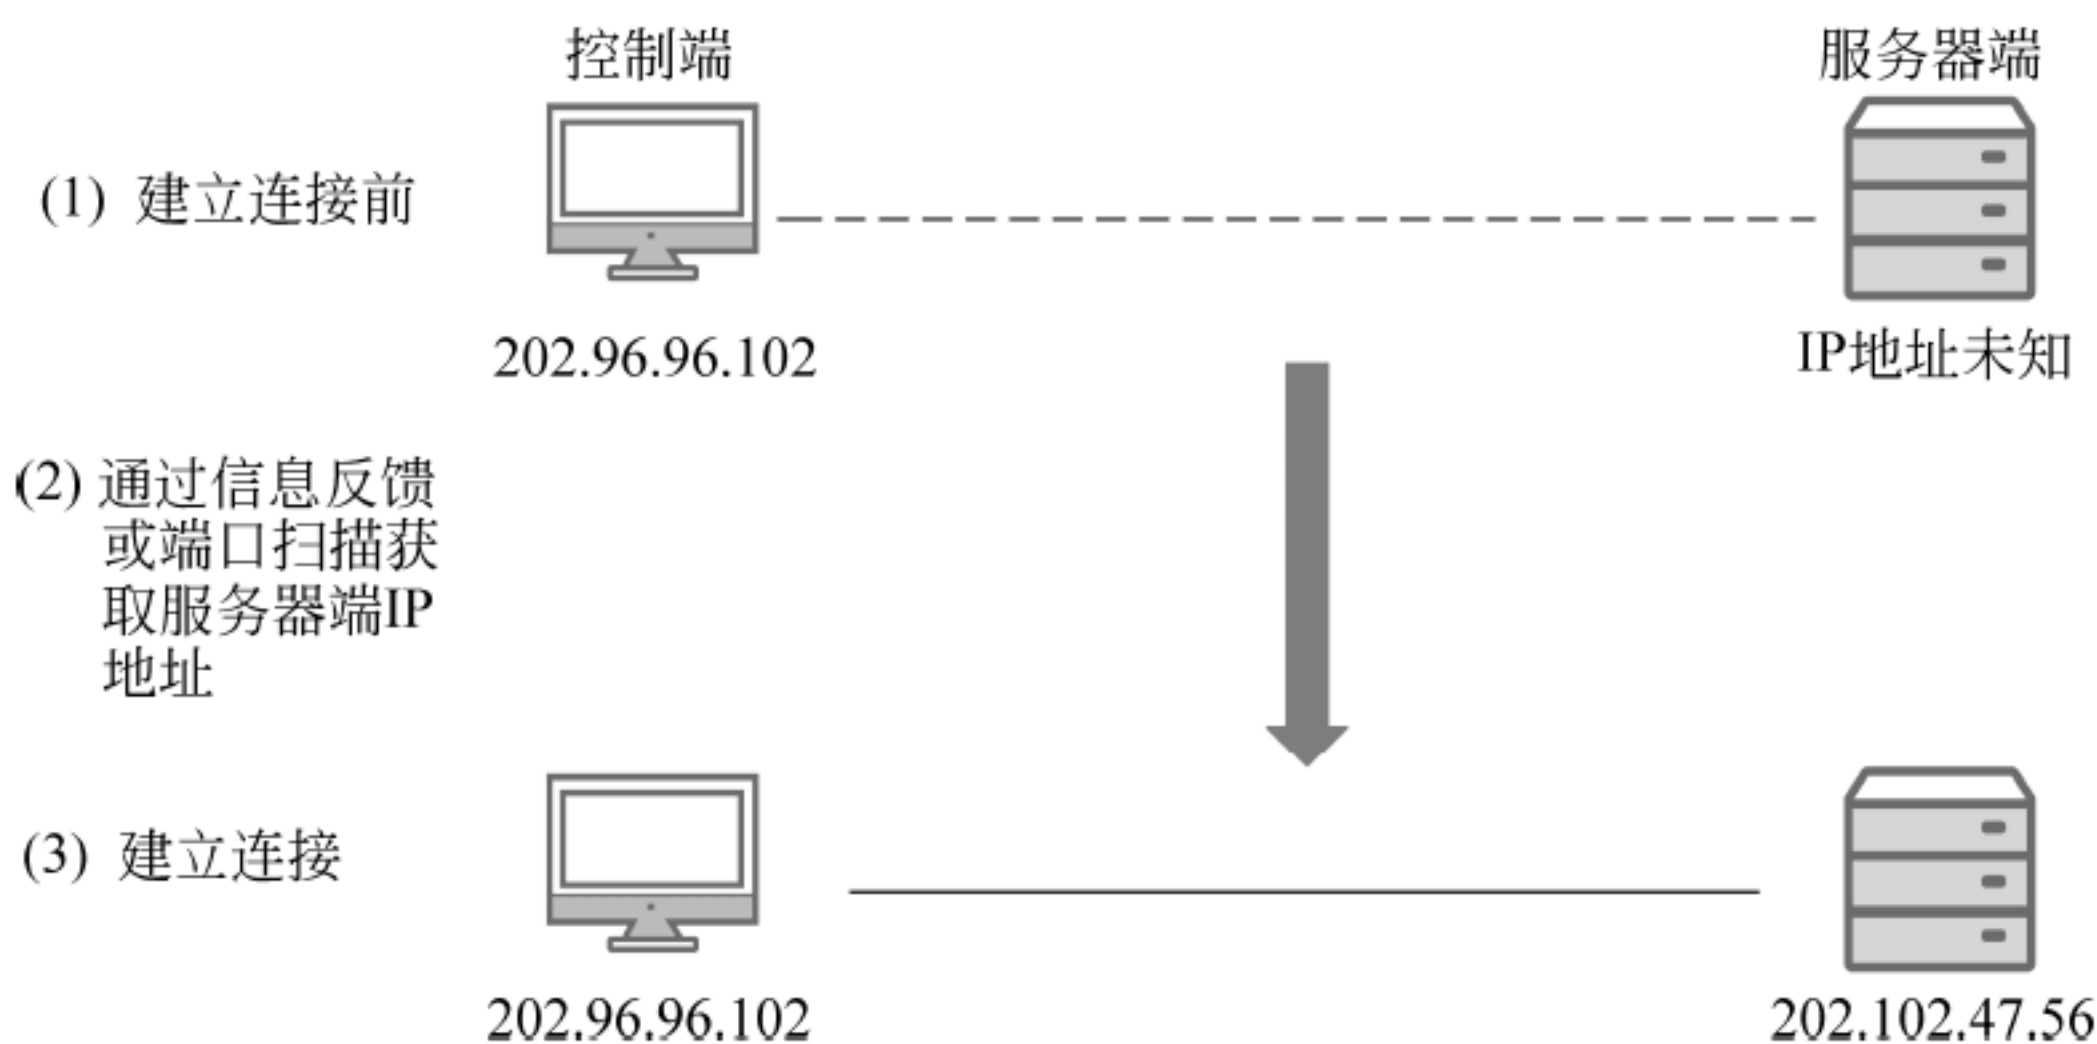 控制端
服务器端
(1) 建立连接前
202.96.96.102
IP地址未知
(2) 通过信息反馈
或端口扫描获
取服务器端IP
地址
(3) 建立连接
202.96.96.102
202.102.47.56